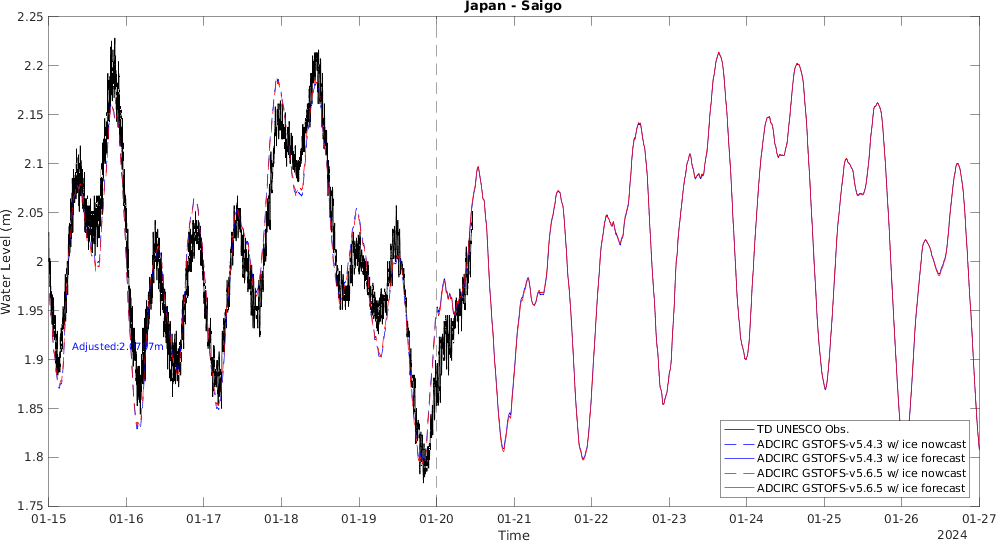 Japan - Saigo
2.25
2.2
2.15
2.1
2.05
2
1.95
1.9
1.85
1.8
1.75
Water Level (m)
TD UNESCO Obs.
ADCIRC GSTOFS-v5.4.3 w/ ice nowcast
ADCIRC GSTOFS-v5.4.3 w/ ice forecast
ADCIRC GSTOFS-v5.6.5 w/ ice nowcast
ADCIRC GSTOFS-v5.6.5 w/ ice forecast
01-15 01-16 01-17 01-18 01-19 01-20 01-21 01-22 01-23 01-24 01-25 01-26 01-27
Time
2024